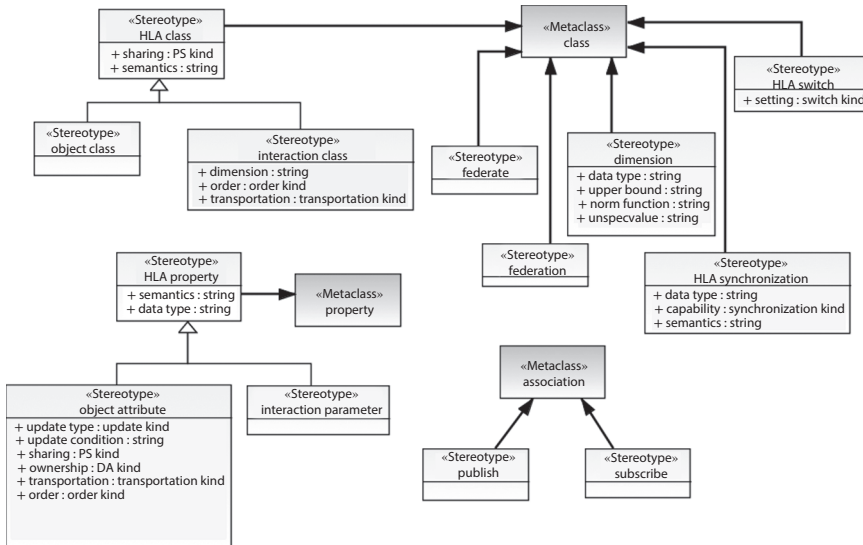 «Stereotype»
HLA class
+ sharing : PS kind
+ semantics : string
«Metaclass»
class
«Stereotype»
HLA switch
+ setting : switch kind
«Stereotype»
object class
«Stereotype»
interaction class
+ dimension : string
+ order : order kind
+ transportation : transportation kind
«Stereotype»
federate
«Stereotype»
dimension
+ data type : string
+ upper bound : string
+ norm function : string
+ unspecvalue : string
«Stereotype»
federation
«Stereotype»
HLA synchronization
+ data type : string
+ capability : synchronization kind
+ semantics : string
«Stereotype»
HLA property
+ semantics : string
+ data type : string
«Metaclass»
property
«Stereotype»
object attribute
+ update type : update kind
+ update condition : string
+ sharing : PS kind
+ ownership : DA kind
+ transportation : transportation kind
+ order : order kind
«Stereotype»
interaction parameter
«Metaclass»
association
«Stereotype»
publish
«Stereotype»
subscribe